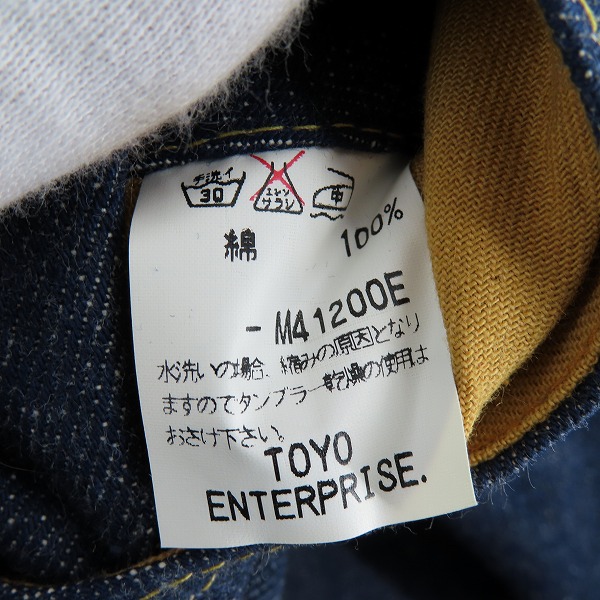 手洗イ 30 エンソ サラシ 中
綿 100%
- M41200E
水洗いの場合、縮みの原因となり
ますのでタンブラー乾燥の使用は
おさけ下さい。
TOYO
ENTERPRISE.